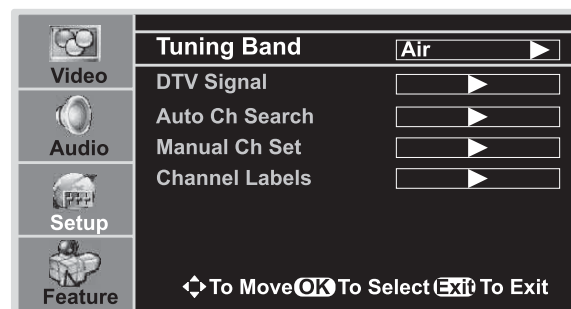 Video
Audio
Setup
Feature
Tuning Band Air
DTV Signal
Auto Ch Search
Manual Ch Set
Channel Labels
To Move OK To Select Exit To Exit